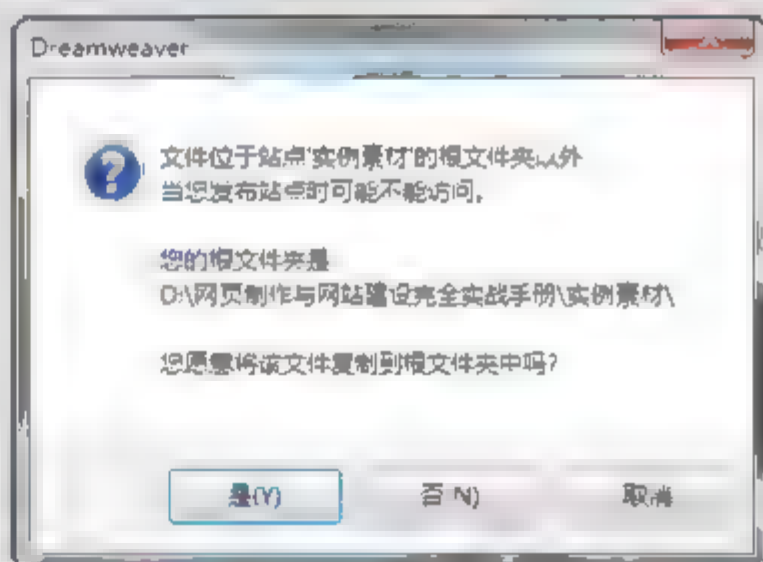 Dreamweaver
文件位于站点'实例素材'的根文件夹以外
当您发布站点时可能不能访问。
您的根文件夹是
D:\网页制作与网站建设完全实战手册\实例素材\
您愿意将该文件复制到根文件夹中吗?
是(Y)
否(N)
取消